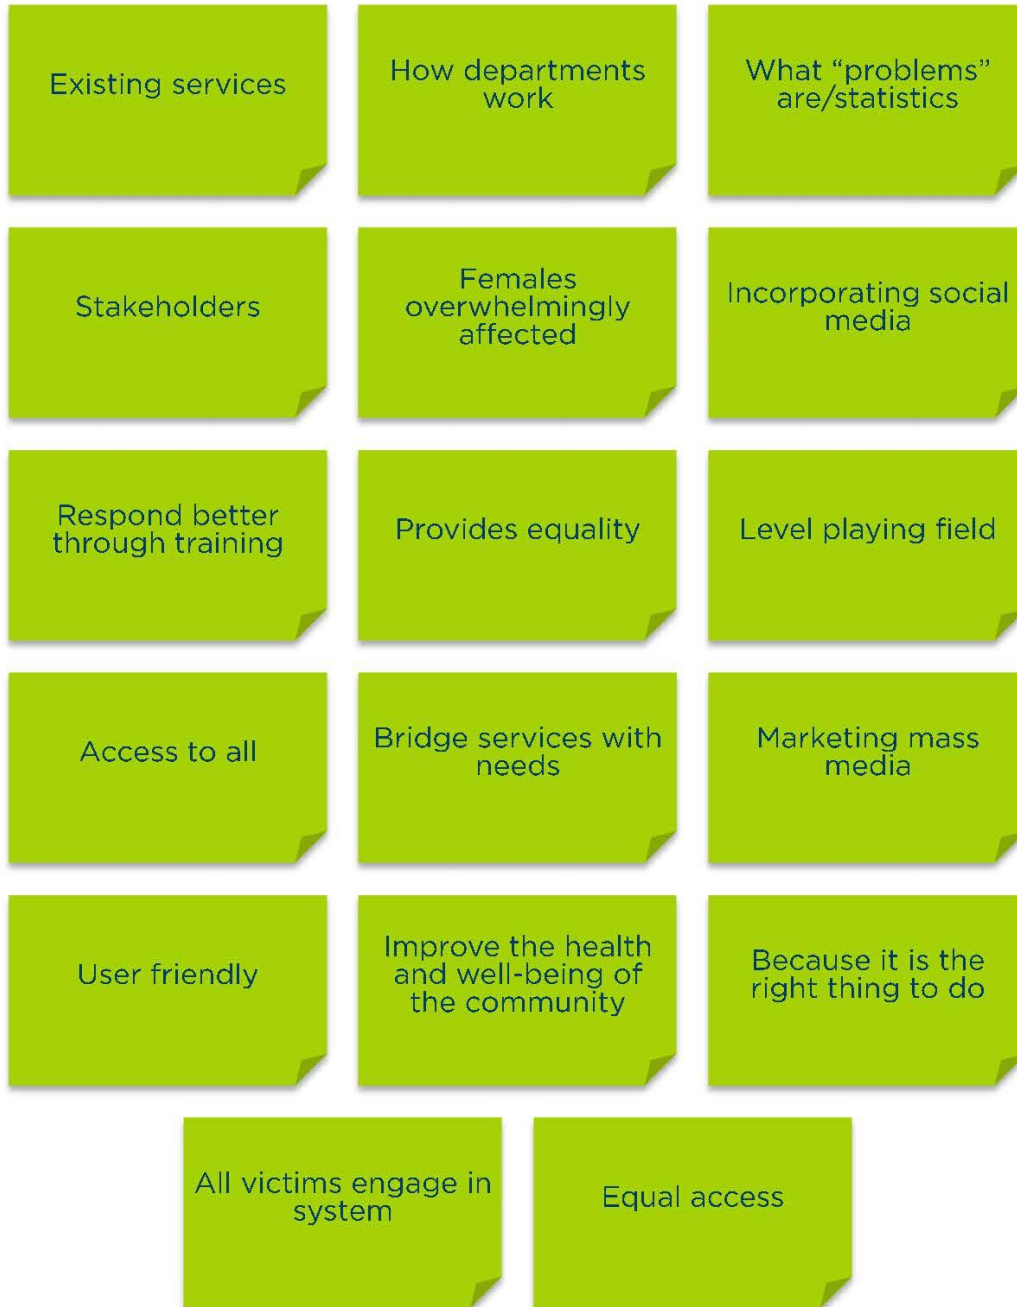 Existing services
How departments
work
What “problems”
are/statistics
Stakeholders
Females
overwhelmingly
affected
Incorporating social
media
Respond better
through training
Provides equality
Level playing field
Access to all
Bridge services with
needs
Marketing mass
media
User friendly
Improve the health
and well-being of
the community
Because it is the
right thing to do
All victims engage in
system
Equal access